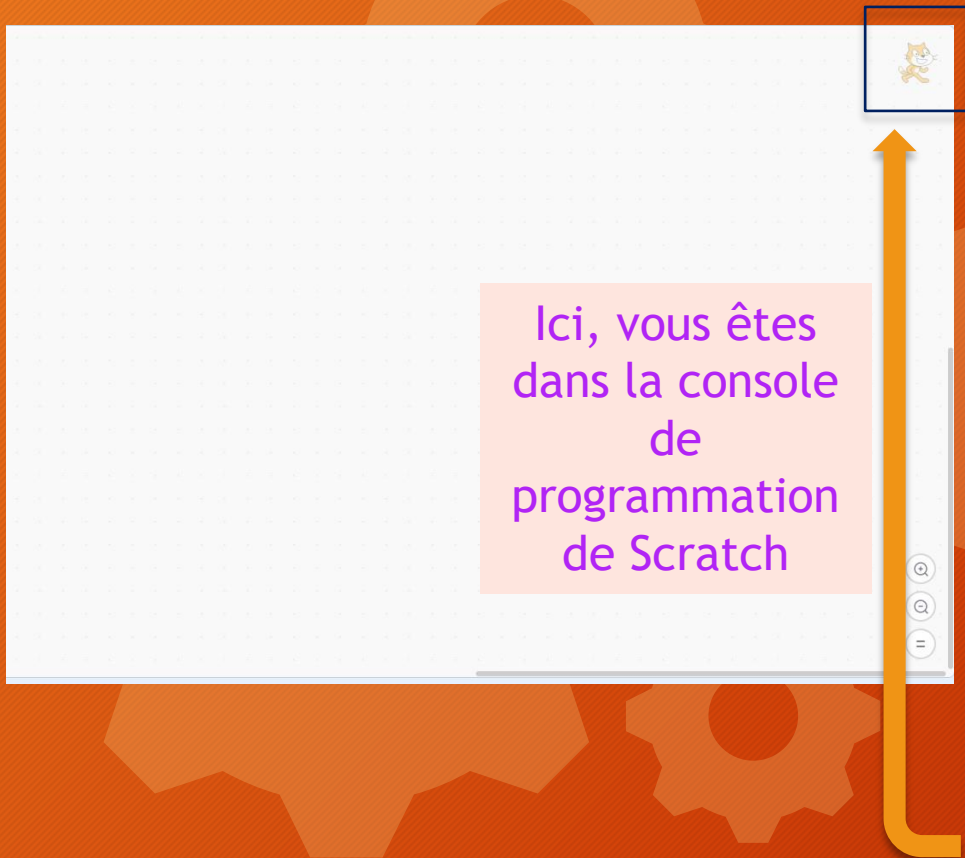 Ici, vous êtes
dans la console
de
programmation
de Scratch